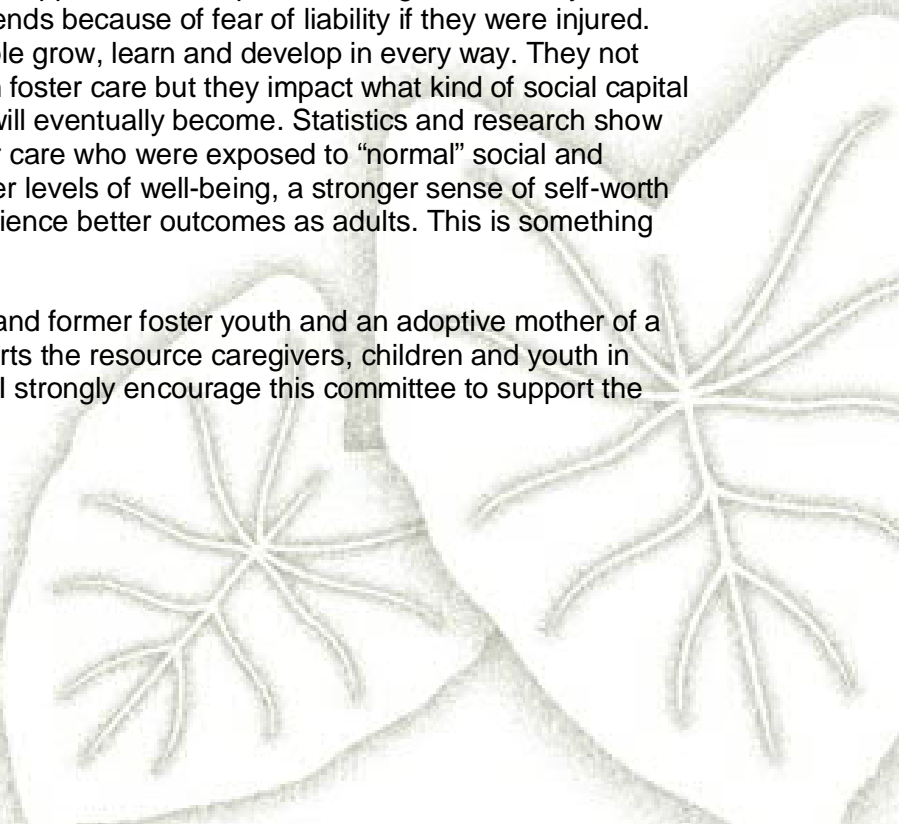 ends because of fear of liability if they were injured.
ple grow, learn and develop in every way. They not
foster care but they impact what kind of social capital
will eventually become. Statistics and research show
care who were exposed to “normal” social and
er levels of well-being, a stronger sense of self-worth
rience better outcomes as adults. This is something
and former foster youth and an adoptive mother of a
rts the resource caregivers, children and youth in
I strongly encourage this committee to support the